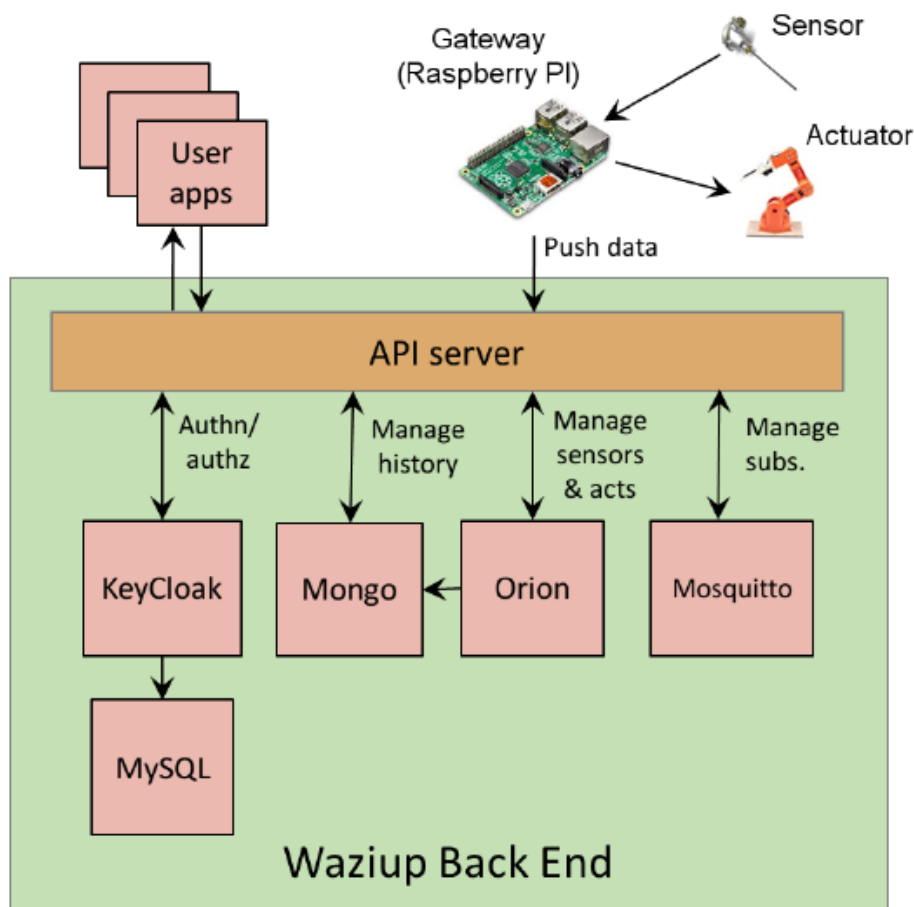 Gateway
(Raspberry PI)
Sensor
Actuator
User
apps
Push data
API server
Authn/
authz
Manage
history
Manage
sensors
& acts
Manage
subs.
KeyCloak
Mongo
Orion
Mosquitto
MySQL
Waziup Back End